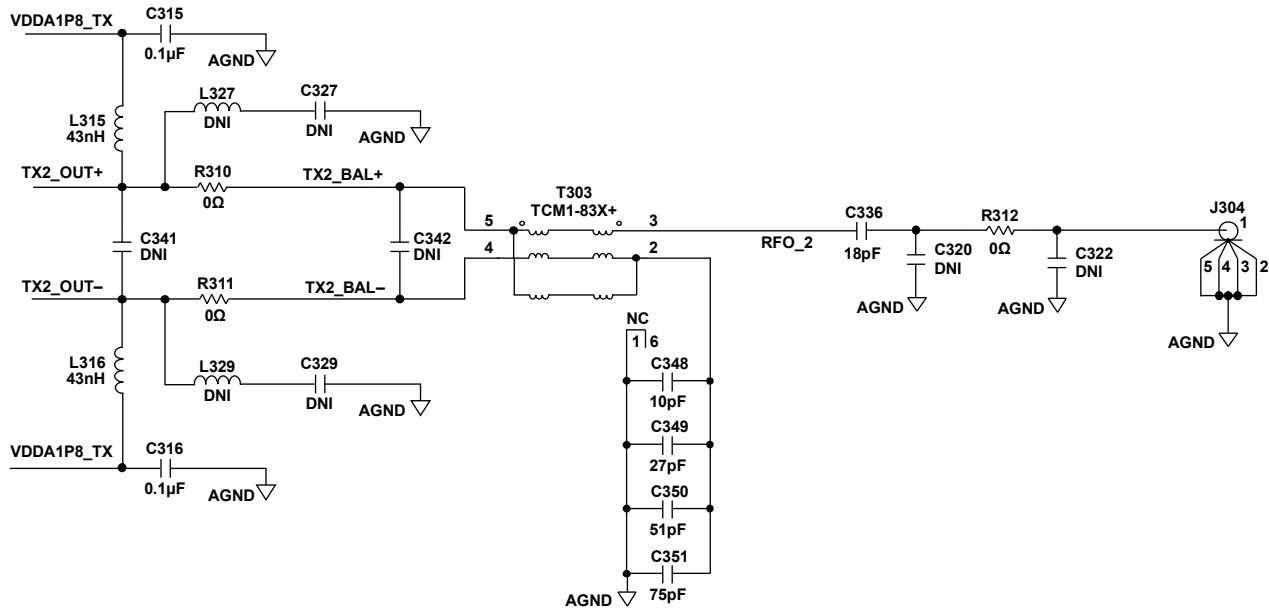 VDDA1P8_TX
C315
0.1µF
AGND
L315
43nH
L327
DNI
C327
DNI
AGND
TX2_OUT+
R310
0Ω
TX2_BAL+
C341
DNI
C342
DNI
TX2_OUT–
R311
0Ω
TX2_BAL–
L316
43nH
L329
DNI
C329
DNI
AGND
VDDA1P8_TX
C316
0.1µF
AGND
T303
TCM1-83X+
5
3
4
2
NC
1
6
C348
10pF
C349
27pF
C350
51pF
C351
75pF
AGND
RFO_2
C336
18pF
C320
DNI
AGND
R312
0Ω
C322
DNI
AGND
J304
1
5
4
3
2
AGND